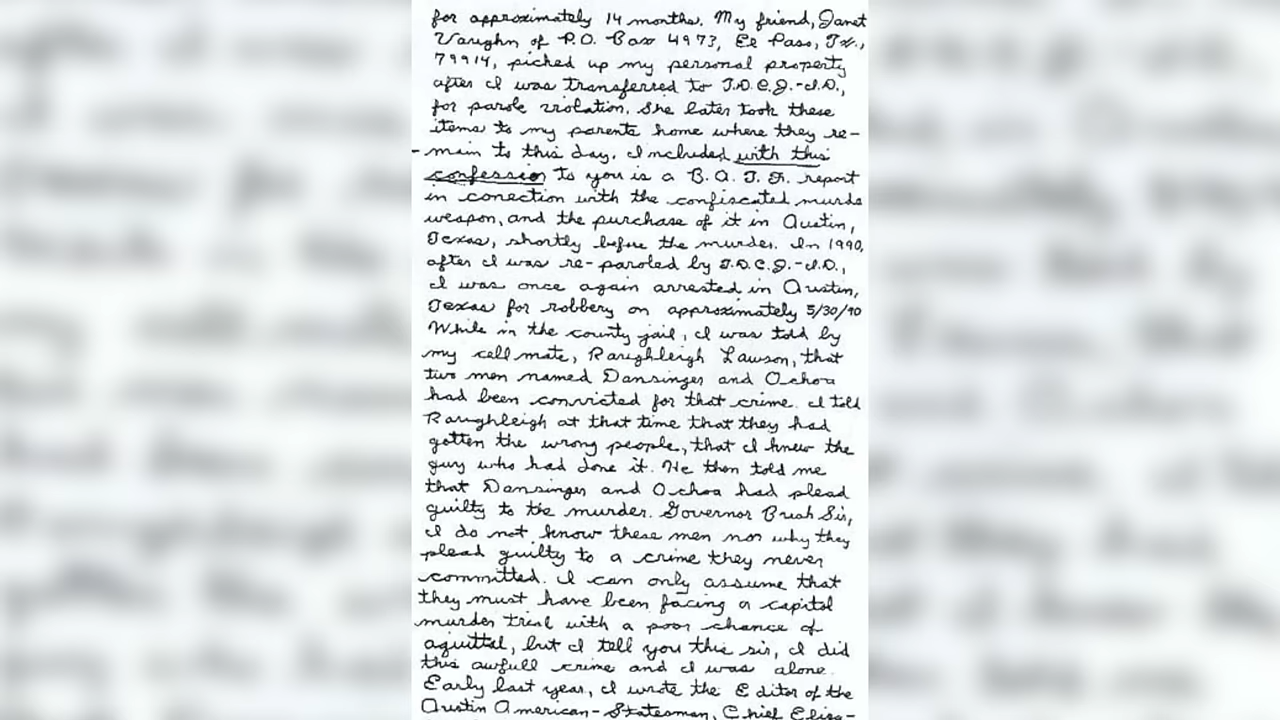 for approximately 14 months. My friend, Janet
Vaughn of P.O. Box 4973, El Paso, Tx.,
79914, picked up my personal property
after I was transferred to T.D.C.J.-I.D.,
for parole violation. She later took these
items to my parents home where they re-
main to this day. Included with this
confession to you is a B.A.T.F. report
in conection with the confiscated murde
weapon, and the purchase of it in Austin,
Texas, shortly before the murder. In 1990,
after I was re-paroled by T.D.C.J.-I.D.,
I was once again arrested in Austin,
Texas for robbery on approximately 5/30/90
While in the county jail, I was told by
my cell mate, Raughleigh Lawson, that
two men named Dansinger and Ochoa
had been convicted for that crime. I told
Raughleigh at that time that they had
gotten the wrong people, that I knew the
guy who had done it. He then told me
that Dansinger and Ochoa had plead
guilty to the murder. Governor Bush Sir,
I do not know these men nor why they
plead guilty to a crime they never
committed. I can only assume that
they must have been facing a capitol
murder trial with a poor chance of
aquittal, but I tell you this sir, I did
this awfull crime and I was alone.
Early last year, I wrote the Editor of the
Austin American-Statesman, Chief Eliza-